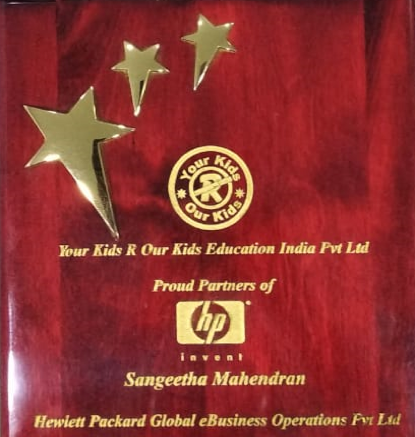 Your Kids
R
Our Kids
Your Kids R Our Kids Education India Pvt Ltd
Proud Partners of
hp
invent
Sangeetha Mahendran
Hewlett Packard Global eBusiness Operations Pvt Ltd